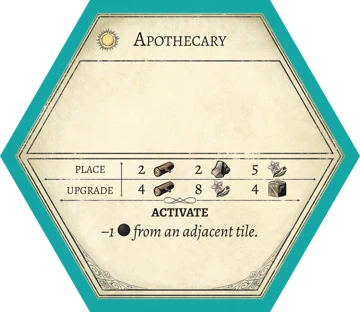 APOTHECARY
PLACE 2 2 5
UPGRADE 4 8 4
ACTIVATE
–1 from an adjacent tile.